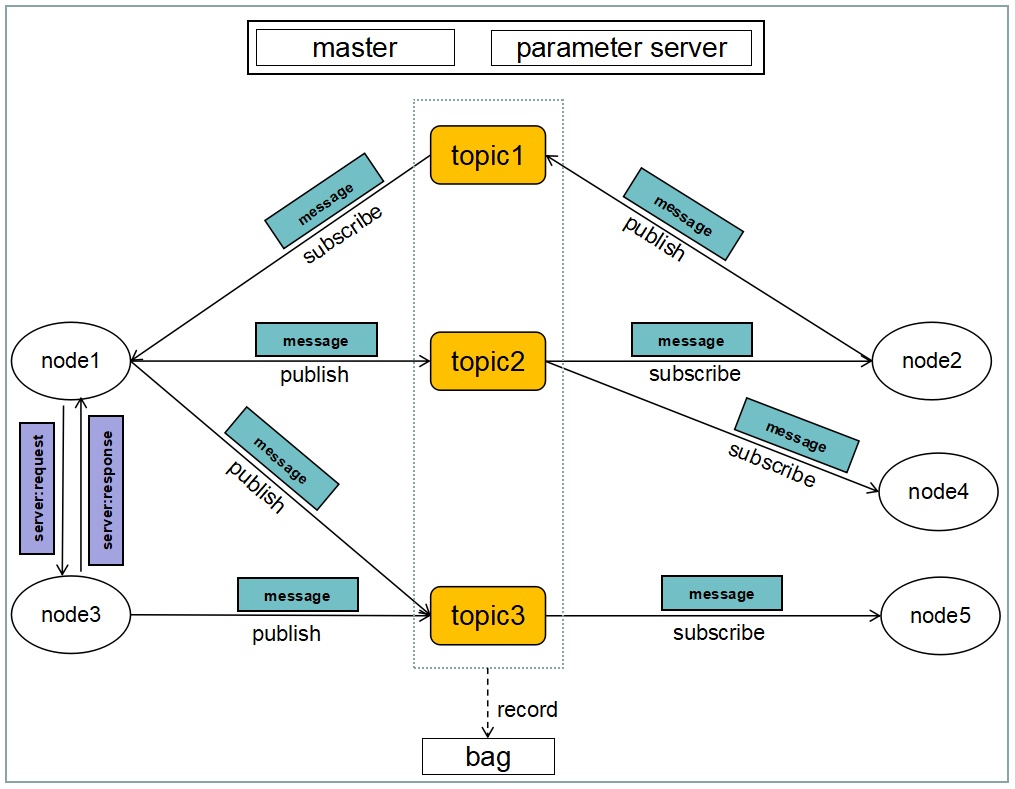 master
parameter server
topic1
message
subscribe
message
publish
node1
message
publish
topic2
message
subscribe
node2
message
publish
message
subscribe
node4
server:request
server:response
node3
message
publish
topic3
message
subscribe
node5
record
bag